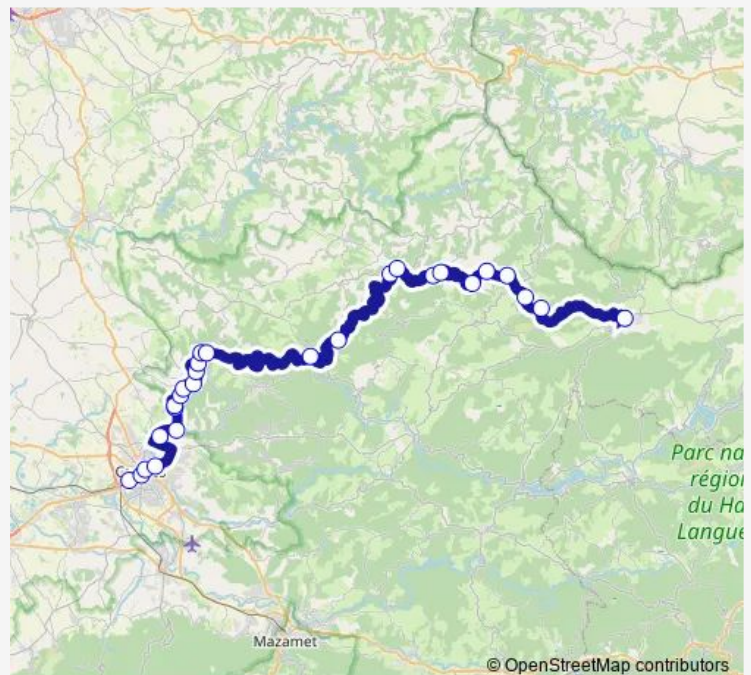 Parc na
régio
du Ha
Langue
Mazamet
© OpenStreetMap contributors